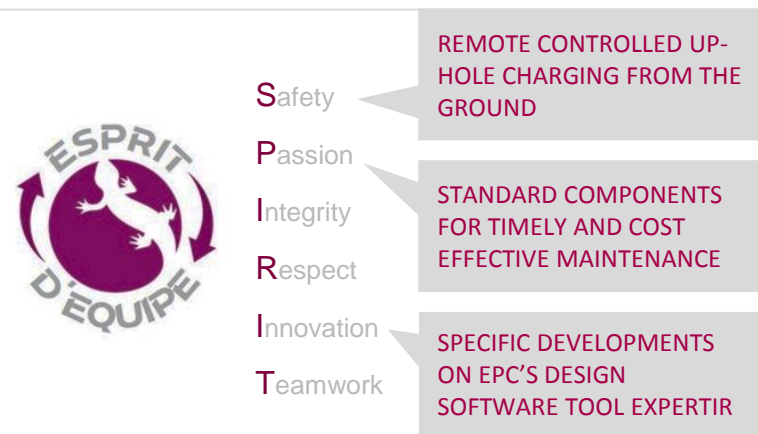 ESPRIT
D'ÉQUIPE
Safety
Passion
Integrity
Respect
Innovation
Teamwork
REMOTE CONTROLLED UP-
HOLE CHARGING FROM THE
GROUND
STANDARD COMPONENTS
FOR TIMELY AND COST
EFFECTIVE MAINTENANCE
SPECIFIC DEVELOPMENTS
ON EPC’S DESIGN
SOFTWARE TOOL EXPERTIR